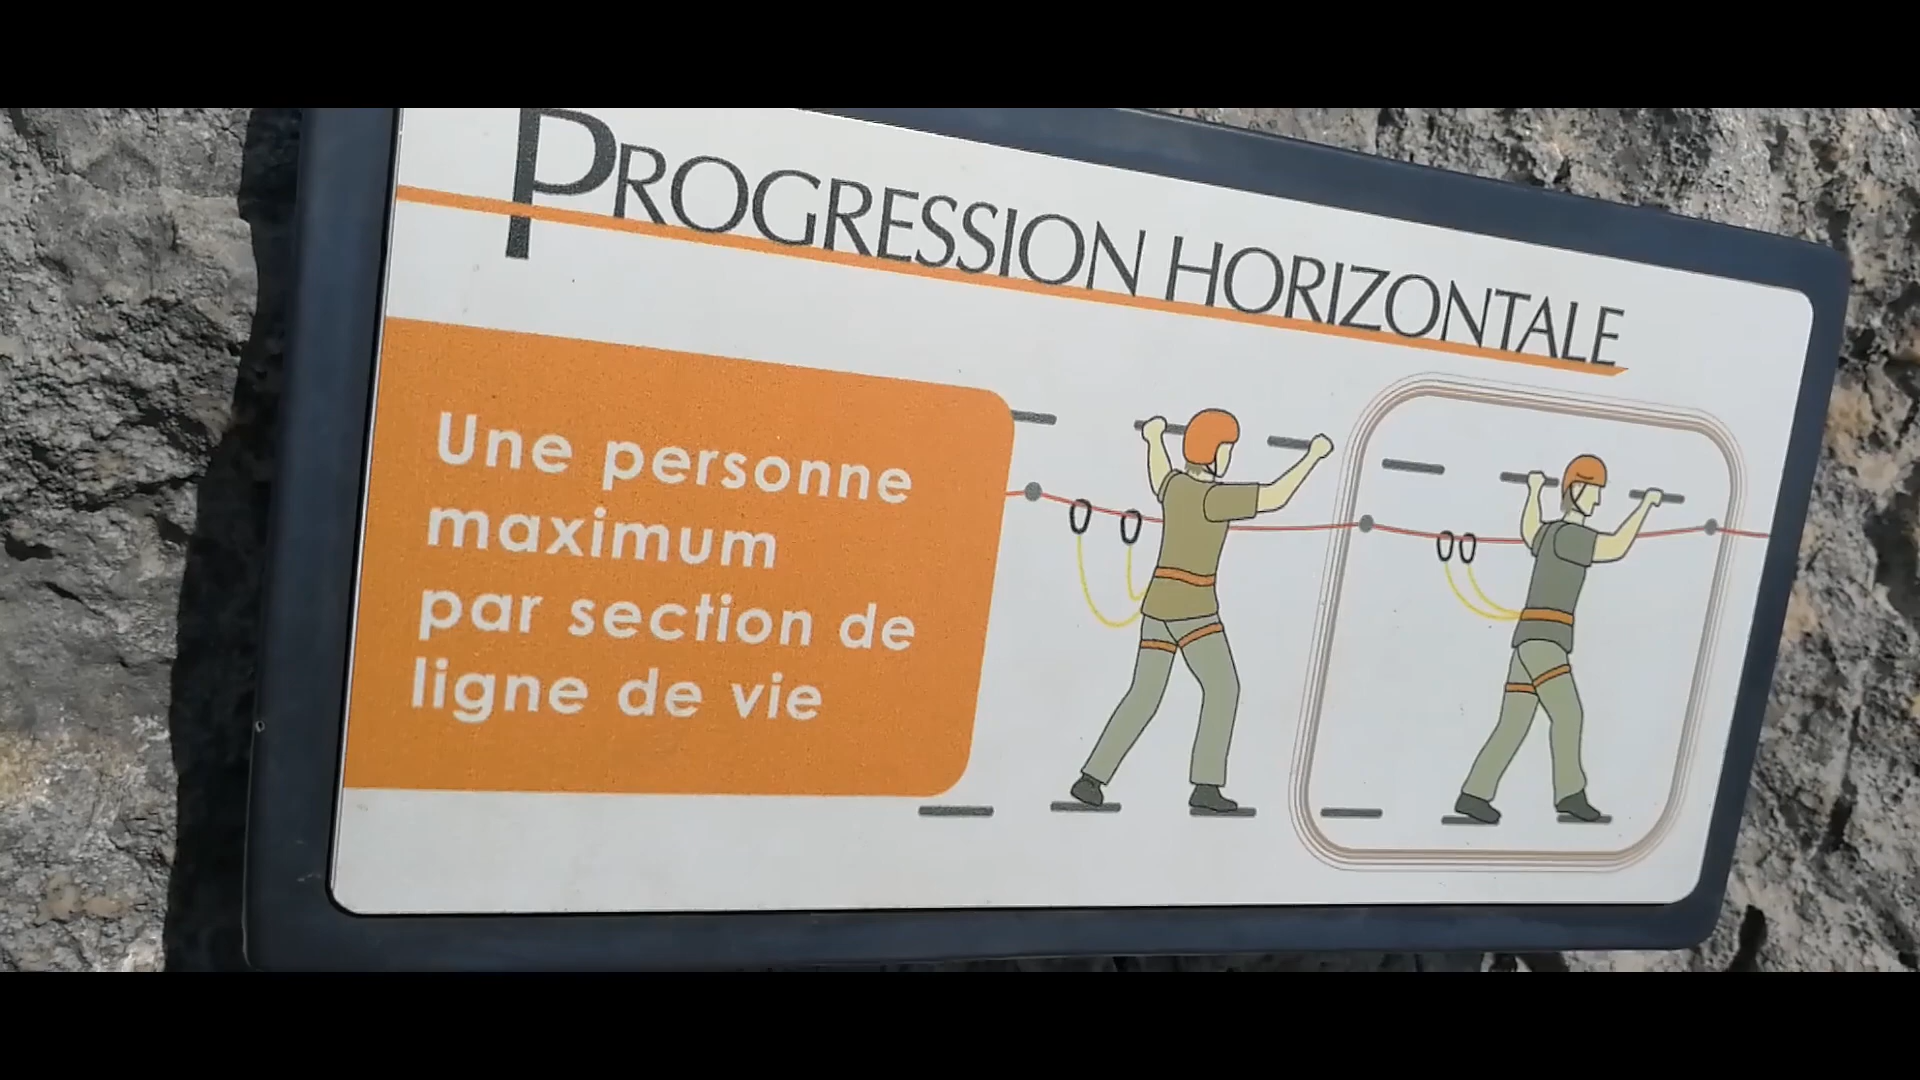 PROGRESSION HORIZONTALE
Une personne
maximum
par section de
ligne de vie